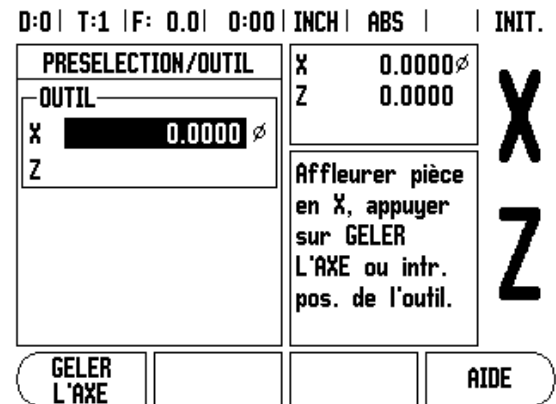 D:0 | T:1 | F: 0.0 | 0:00 | INCH | ABS | | INIT.
PRESELECTION/OUTIL
OUTIL
X 0.0000 ⌀
Z
X 0.0000⌀
Z 0.0000
Affleurer pièce
en X, appuyer
sur GELER
L'AXE ou intr.
pos. de l'outil.
X
Z
GELER
L'AXE
AIDE